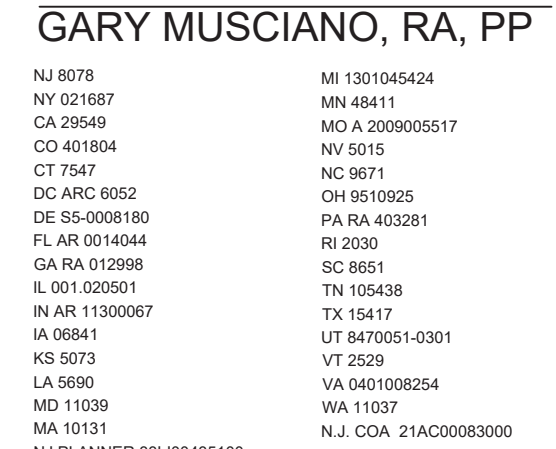 GARY MUSCIANO, RA, PP
NJ 8078
NY 021687
CA 29549
CO 401804
CT 7547
DC ARC 6052
DE S5-0008180
FL AR 0014044
GA RA 012998
IL 001.020501
IN AR 11300067
IA 06841
KS 5073
LA 5690
MD 11039
MA 10131
NJ PLANNER
MI 1301045424
MN 48411
MO A 2009005517
NV 5015
NC 9671
OH 9510925
PA RA 403281
RI 2030
SC 8651
TN 105438
TX 15417
UT 8470051-0301
VT 2529
VA 0401008254
WA 11037
N.J. COA 21AC00083000